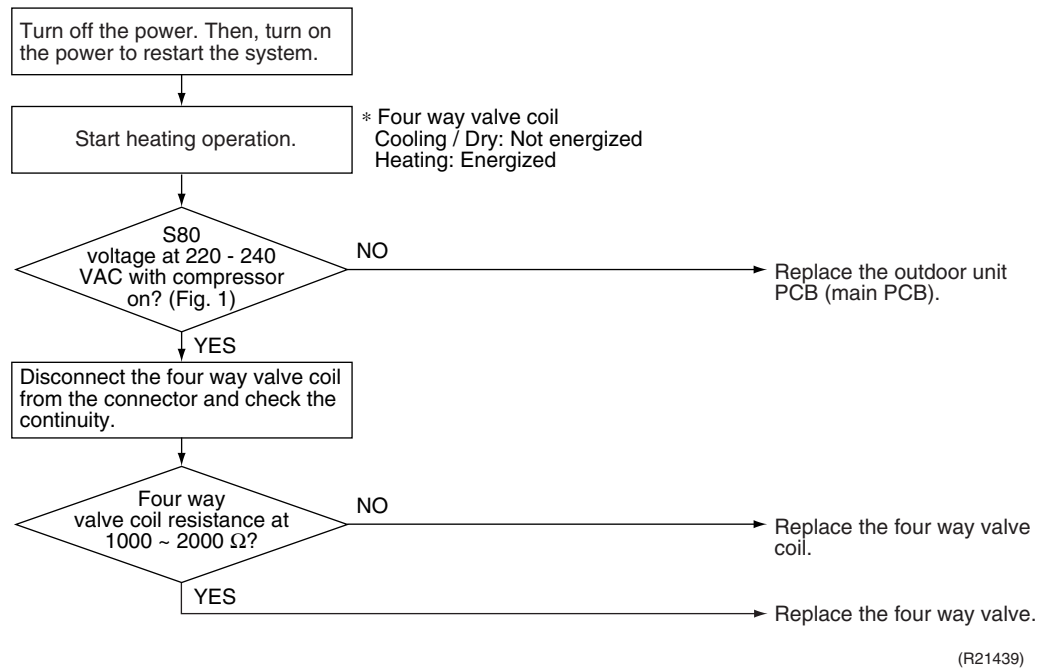 Turn off the power. Then, turn on
the power to restart the system.
Start heating operation.
* Four way valve coil
Cooling / Dry: Not energized
Heating: Energized
S80
voltage at 220 - 240
VAC with compressor
on? (Fig. 1)
NO
Replace the outdoor unit
PCB (main PCB).
YES
Disconnect the four way valve coil
from the connector and check the
continuity.
Four way
valve coil resistance at
1000 ~ 2000 Ω?
NO
Replace the four way valve
coil.
YES
Replace the four way valve.
(R21439)